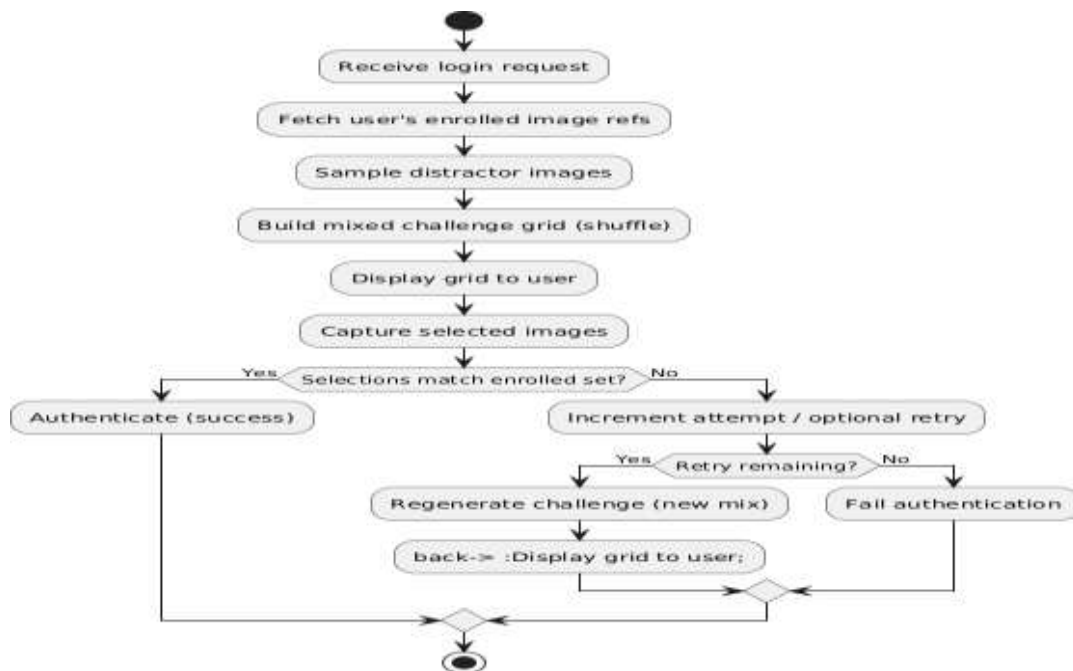 Receive login request
Fetch user's enrolled image refs
Sample distractor images
Build mixed challenge grid (shuffle)
Display grid to user
Capture selected images
Yes
Selections match enrolled set?
No
Authenticate (success)
Increment attempt / optional retry
Yes
Retry remaining?
No
Regenerate challenge (new mix)
Fail authentication
back-> :Display grid to user;